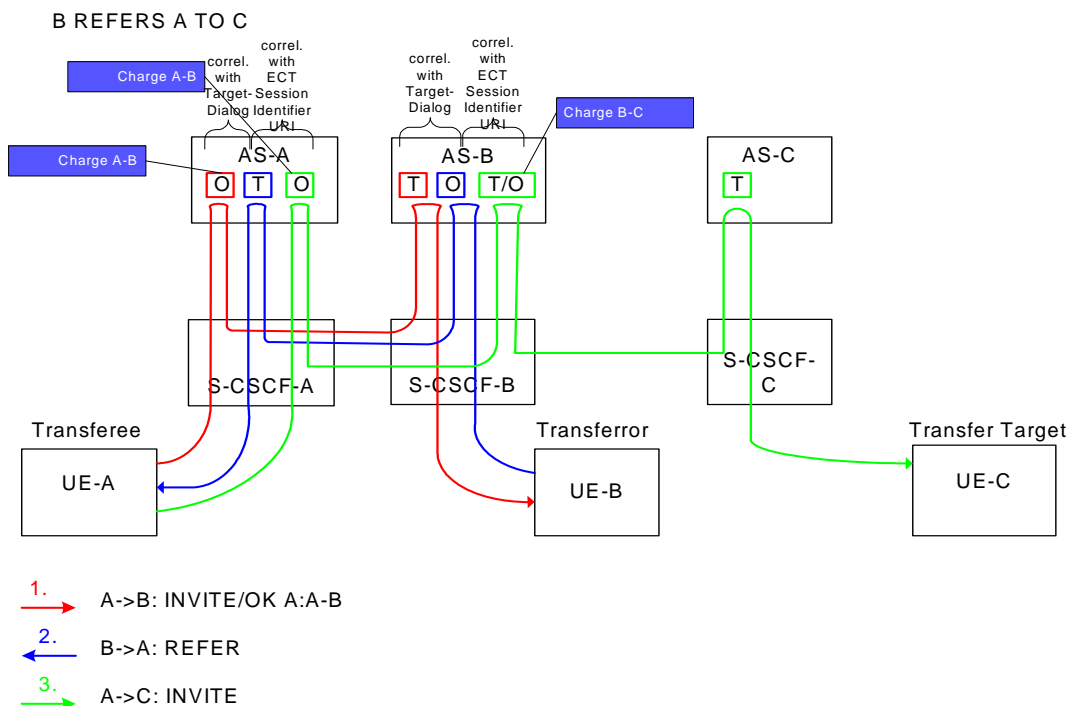 B REFERS A TO C
Charge A-B
correl.
with
Target-
Dialog
correl.
with
ECT
Session
Identifier
URI
correl.
with
Target-
Dialog
correl.
with
ECT
Session
Identifier
URI
Charge B-C
Charge A-B
AS-A
O
T
O
AS-B
T
O
T/O
AS-C
T
S-CSCF-A
S-CSCF-B
S-CSCF-
C
Transferee
UE-A
Transferror
UE-B
Transfer Target
UE-C
1.
A->B: INVITE/OK A:A-B
2.
B->A: REFER
3.
A->C: INVITE